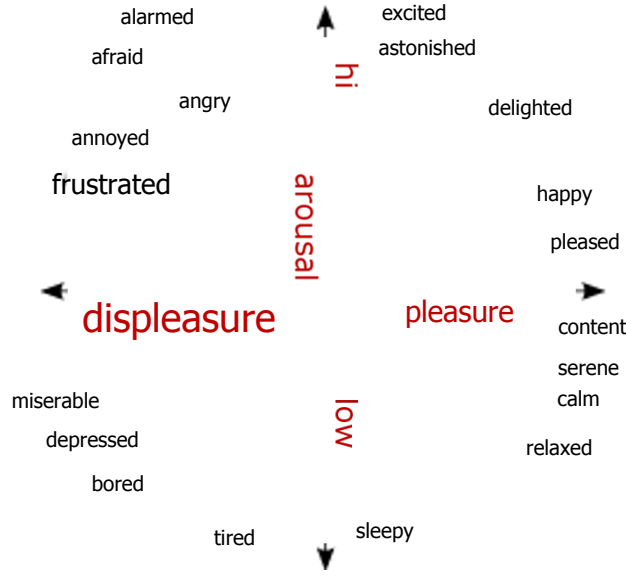 alarmed
excited
afraid
astonished
hi
angry
delighted
annoyed
frustrated
arousal
happy
pleased
displeasure
pleasure
content
serene
miserable
calm
low
depressed
relaxed
bored
tired
sleepy